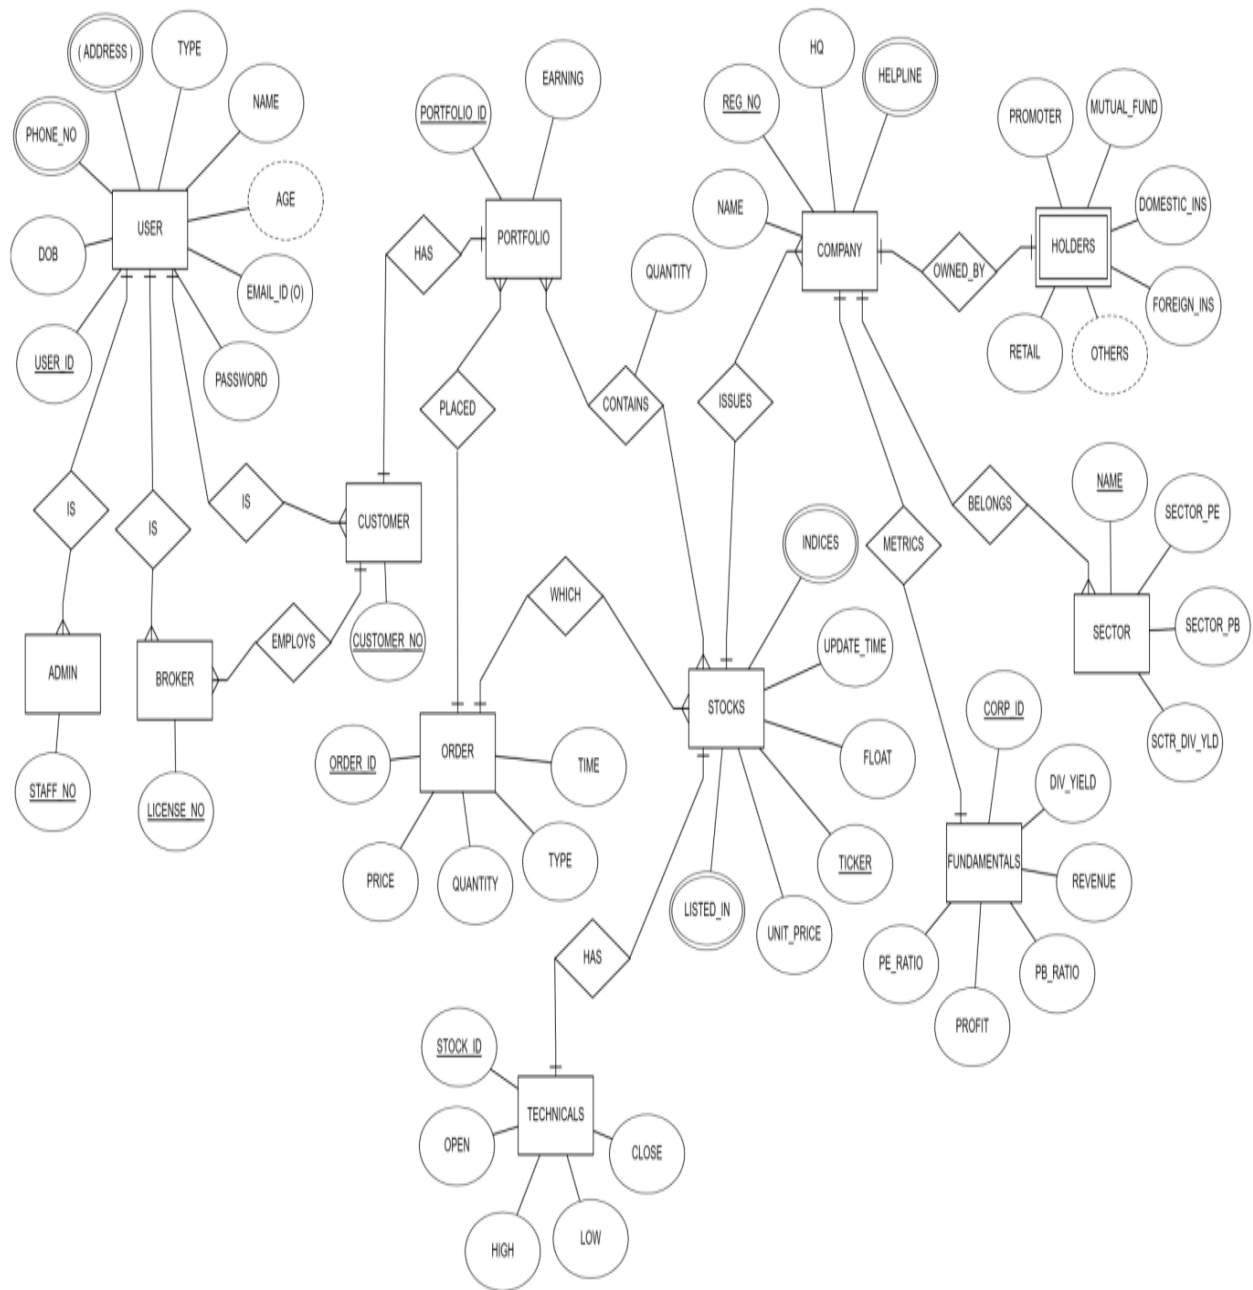 ( ADDRESS )
TYPE
NAME
PHONE_NO
AGE
USER
DOB
EMAIL_ID (O)
USER_ID
PASSWORD
IS
IS
IS
ADMIN
STAFF_NO
BROKER
LICENSE_NO
EMPLOYS
CUSTOMER
CUSTOMER_NO
HAS
PORTFOLIO_ID
EARNING
PORTFOLIO
PLACED
QUANTITY
CONTAINS
WHICH
ORDER
ORDER_ID
TIME
PRICE
QUANTITY
TYPE
HQ
HELPLINE
REG_NO
NAME
COMPANY
ISSUES
OWNED_BY
PROMOTER
MUTUAL_FUND
DOMESTIC_INS
HOLDERS
FOREIGN_INS
RETAIL
OTHERS
METRICS
BELONGS
NAME
SECTOR_PE
SECTOR_PB
SECTOR
SCTR_DIV_YLD
INDICES
UPDATE_TIME
STOCKS
FLOAT
TICKER
LISTED_IN
UNIT_PRICE
CORP_ID
DIV_YIELD
FUNDAMENTALS
REVENUE
PE_RATIO
PB_RATIO
PROFIT
HAS
STOCK_ID
TECHNICALS
OPEN
CLOSE
HIGH
LOW